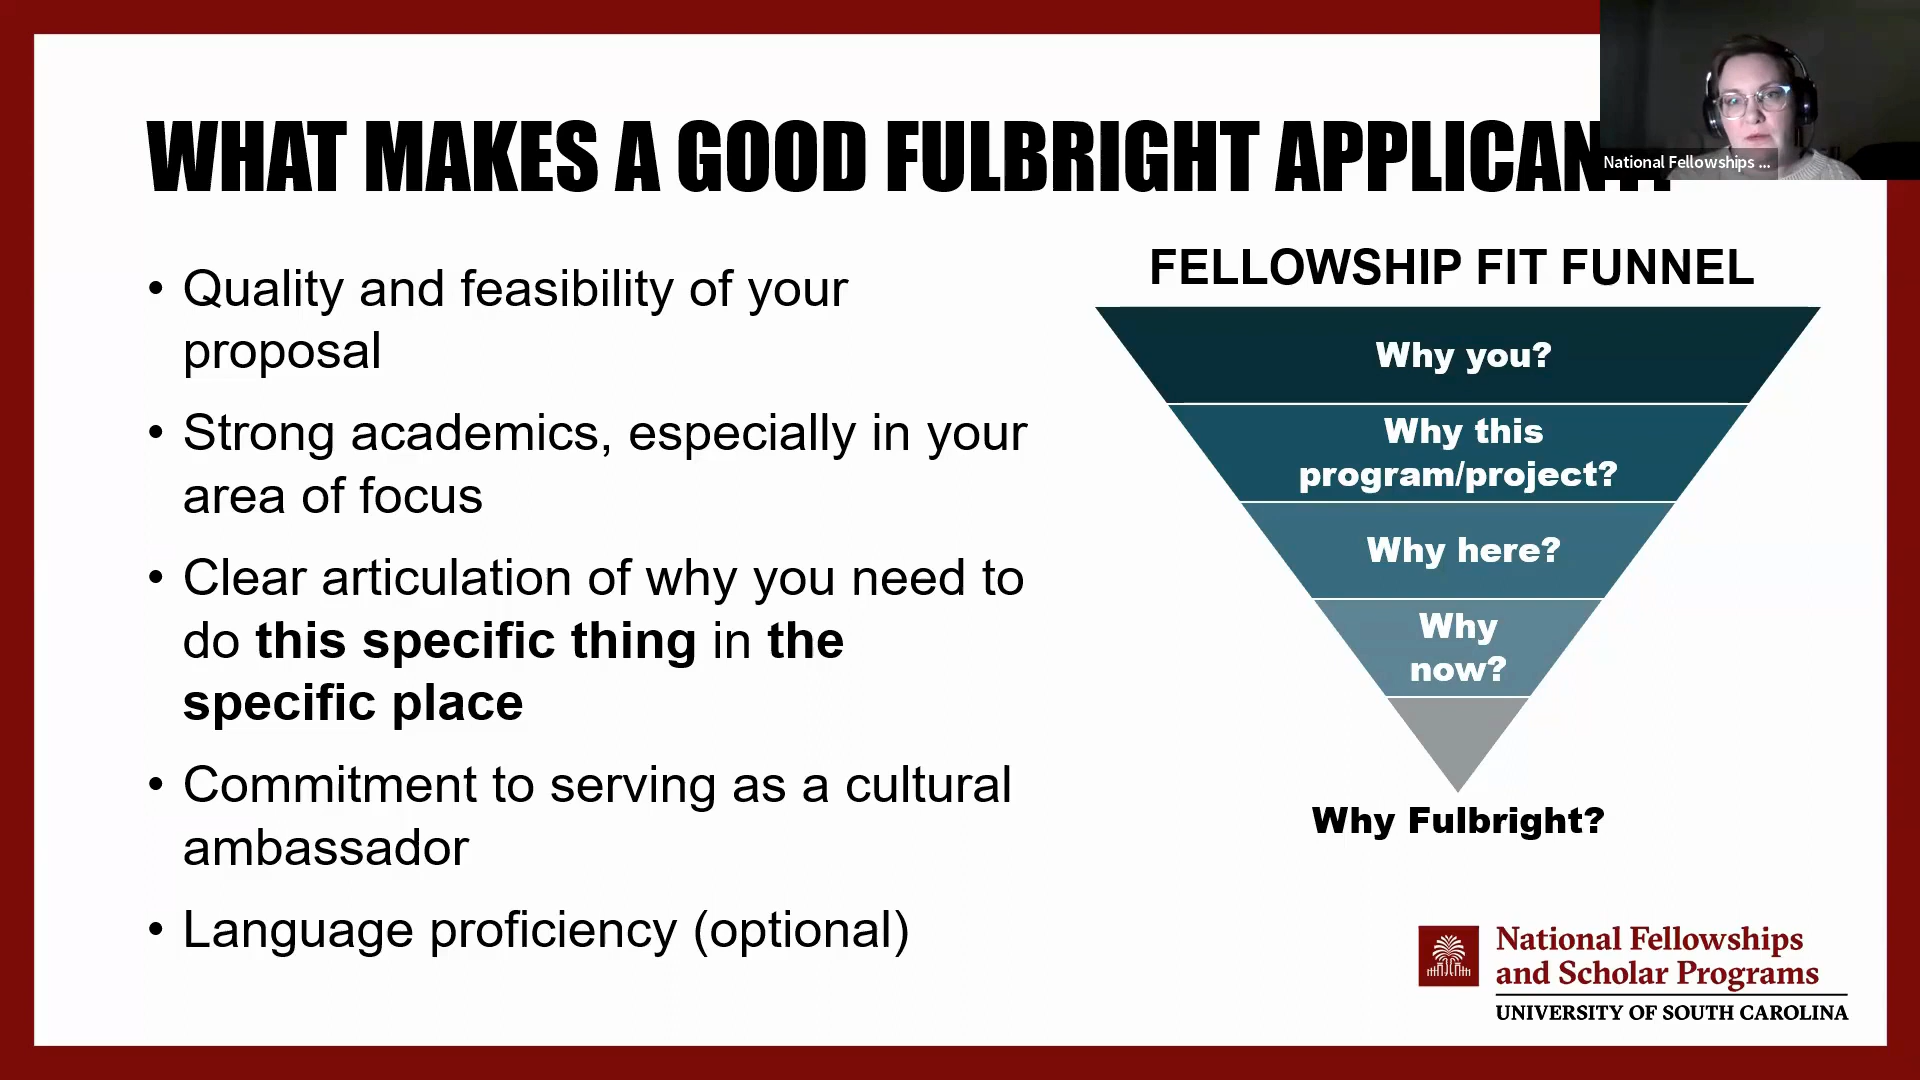 WHAT MAKES A GOOD FULBRIGHT
National Fellowships ...
• Quality and feasibility of your
proposal
• Strong academics, especially in your
area of focus
• Clear articulation of why you need to
do this specific thing in the
specific place
• Commitment to serving as a cultural
ambassador
• Language proficiency (optional)
FELLOWSHIP FIT FUNNEL
Why you?
Why this
program/project?
Why here?
Why
now?
Why Fulbright?
National Fellowships
and Scholar Programs
UNIVERSITY OF SOUTH CAROLINA